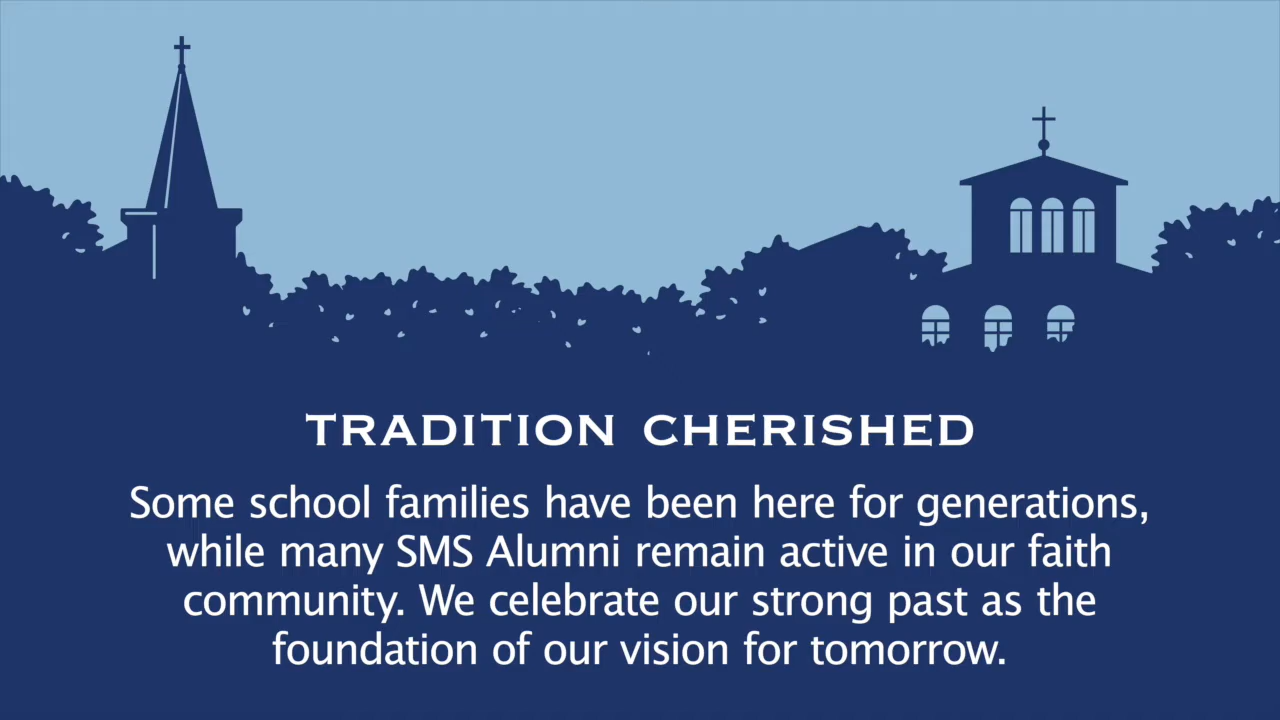 TRADITION CHERISHED
Some school families have been here for generations,
while many SMS Alumni remain active in our faith
community. We celebrate our strong past as the
foundation of our vision for tomorrow.